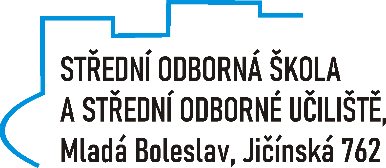 STŘEDNÍ ODBORNÁ ŠKOLA
A STŘEDNÍ ODBORNÉ UČILIŠTĚ,
Mladá Boleslav, Jičínská 762